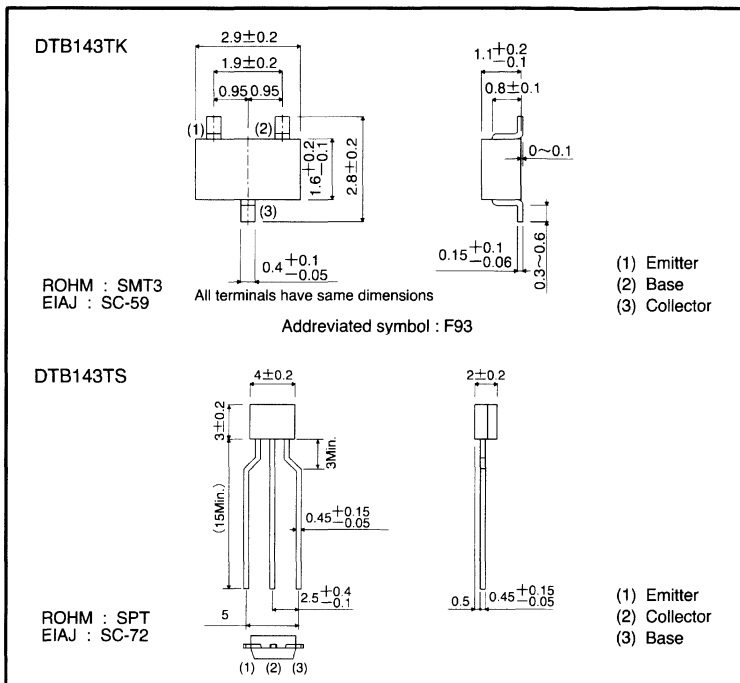 DTB143TK
2.9±0.2
1.9±0.2
0.95 0.95
(1) (2)
1.6 +0.2 −0.1
2.8±0.2
(3)
0.4 +0.1 −0.05
All terminals have same dimensions
1.1 +0.2 −0.1
0.8±0.1
0~0.1
0.15 +0.1 −0.06
0.3~0.6
ROHM : SMT3
EIAJ : SC-59
(1) Emitter
(2) Base
(3) Collector
Addreviated symbol : F93
DTB143TS
4±0.2
3±0.2
3Min.
(15Min.)
0.45 +0.15 −0.05
2.5 +0.4 −0.1
5
(1) (2) (3)
2±0.2
0.5
0.45 +0.15 −0.05
ROHM : SPT
EIAJ : SC-72
(1) Emitter
(2) Collector
(3) Base